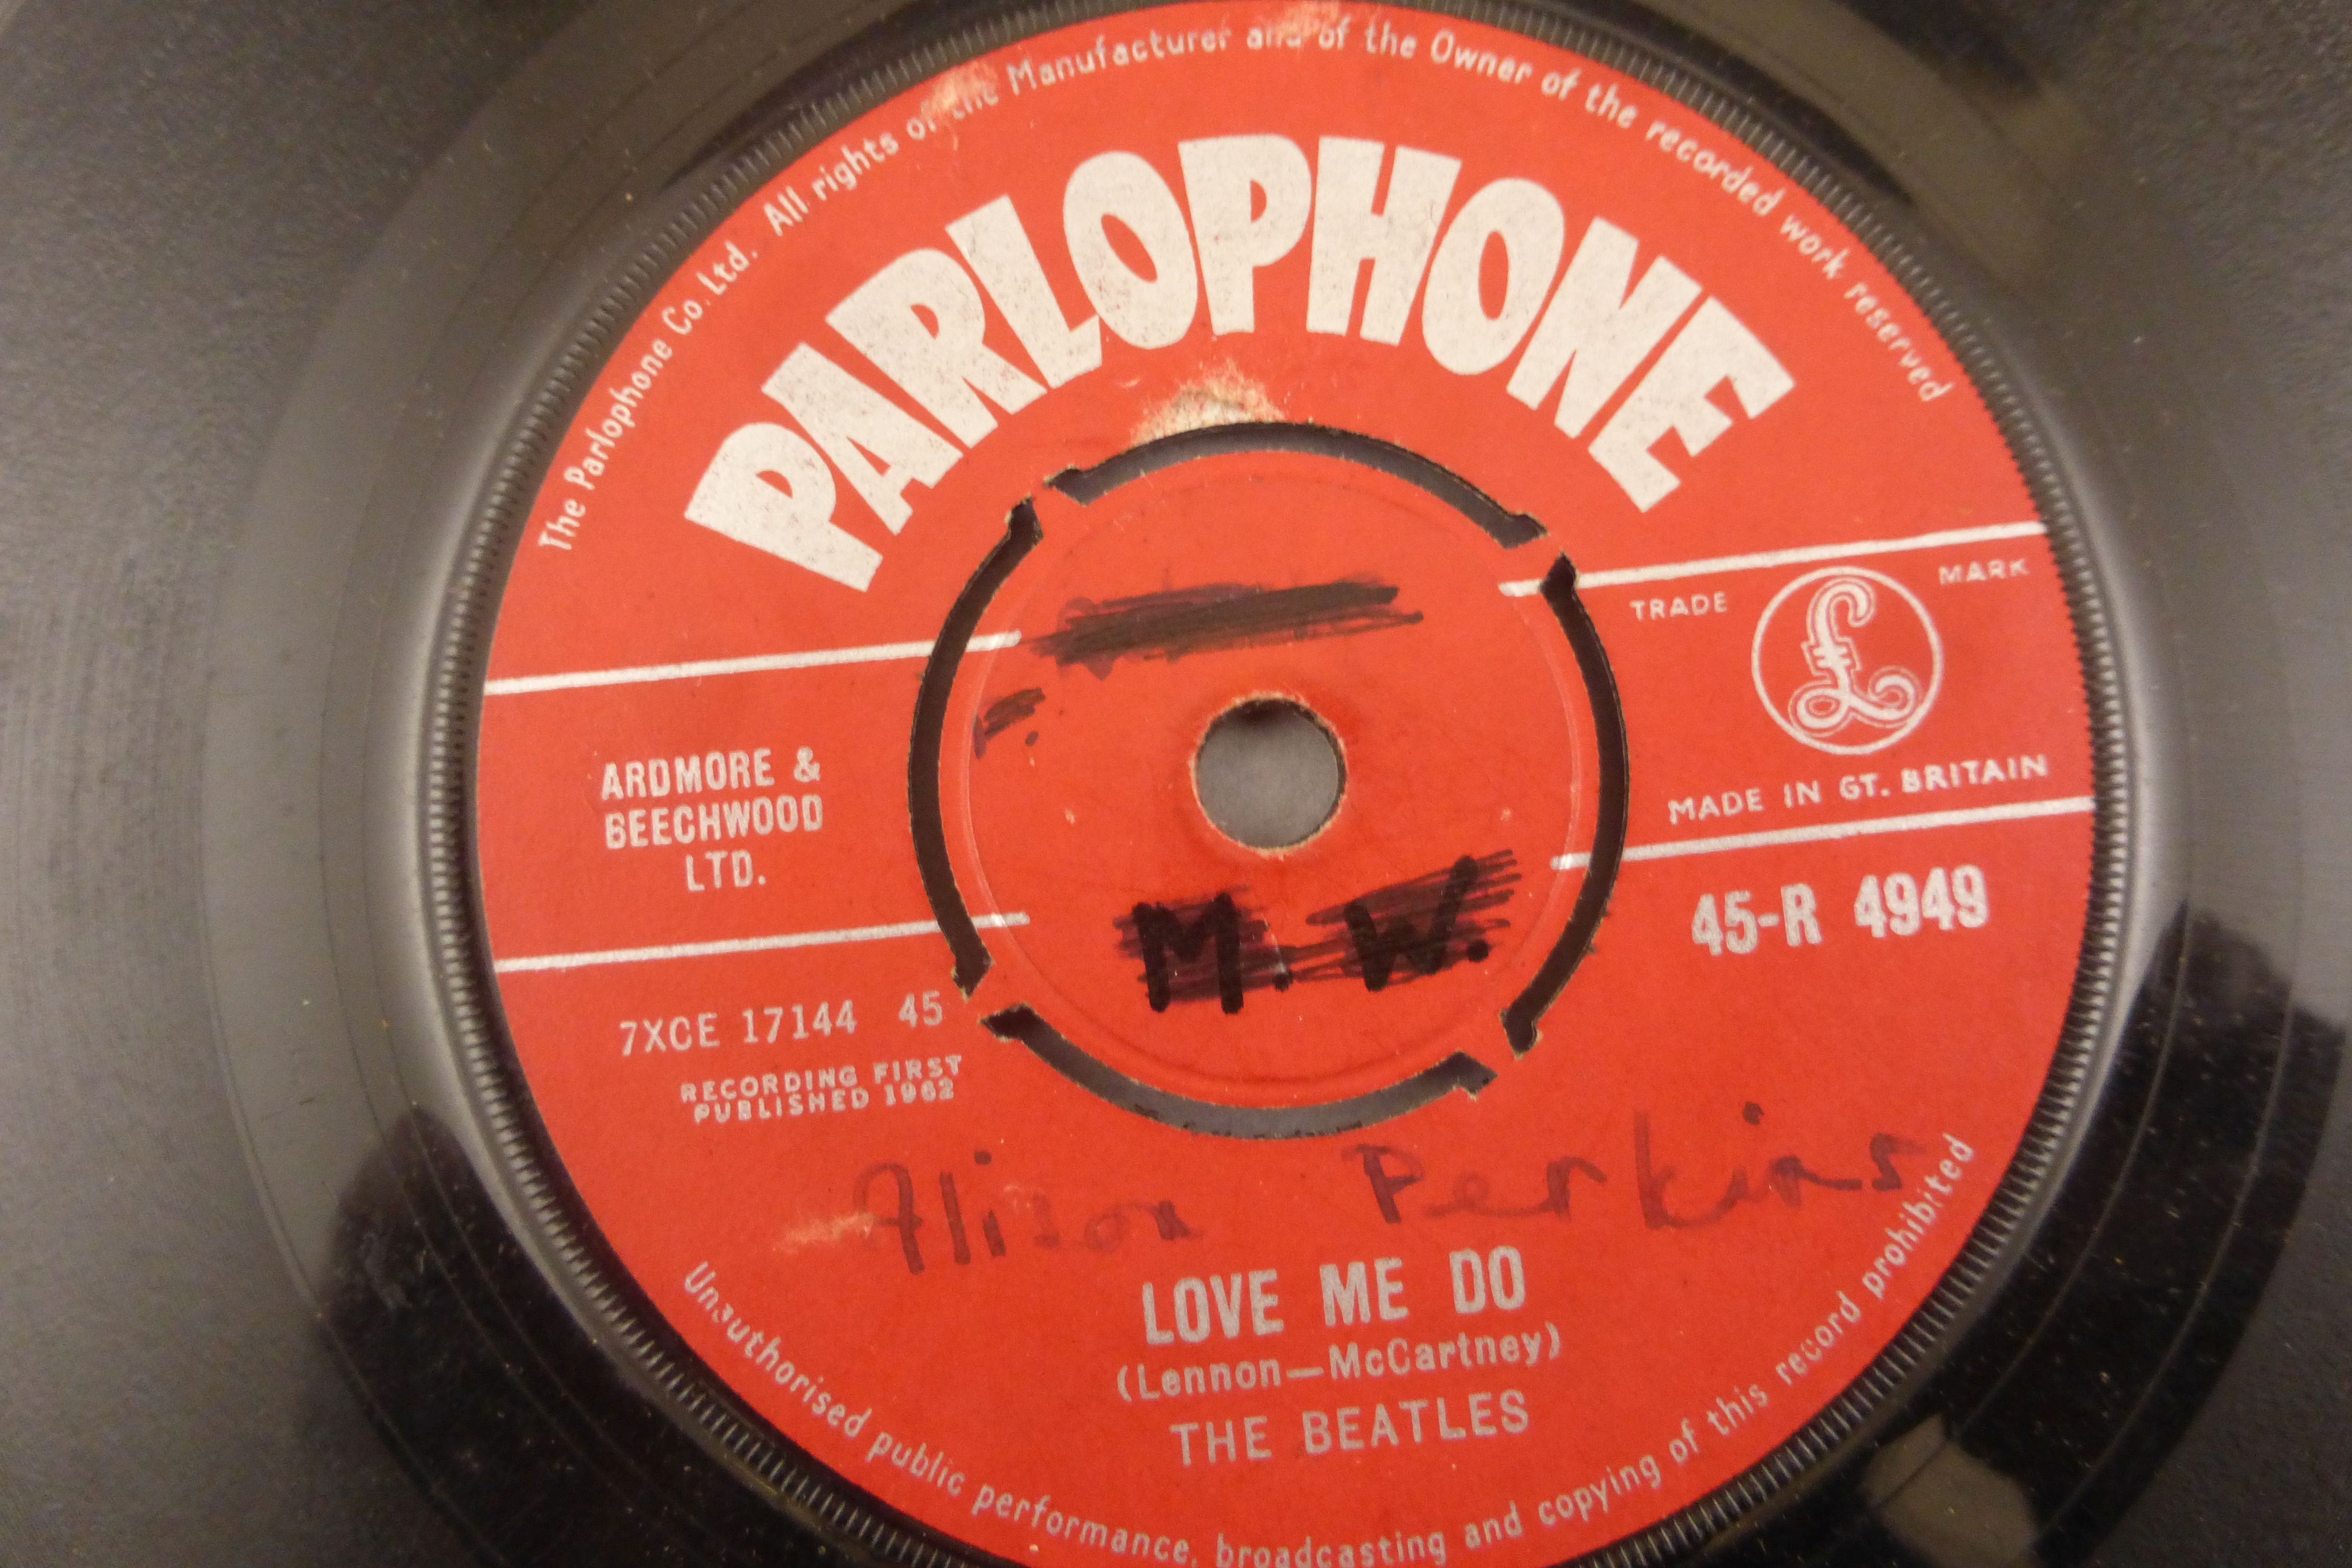 The Parlophone Co. Ltd. All rights of the Manufacturer and of the Owner of the recorded work reserved
PARLOPHONE
TRADE MARK
£
MADE IN GT. BRITAIN
ARDMORE &
BEECHWOOD
LTD.
M. W.
45-R 4949
7XCE 17144 45
RECORDING FIRST
PUBLISHED 1962
Alison Perkins
LOVE ME DO
(Lennon—McCartney)
THE BEATLES
Unauthorised public performance, broadcasting and copying of this record prohibited